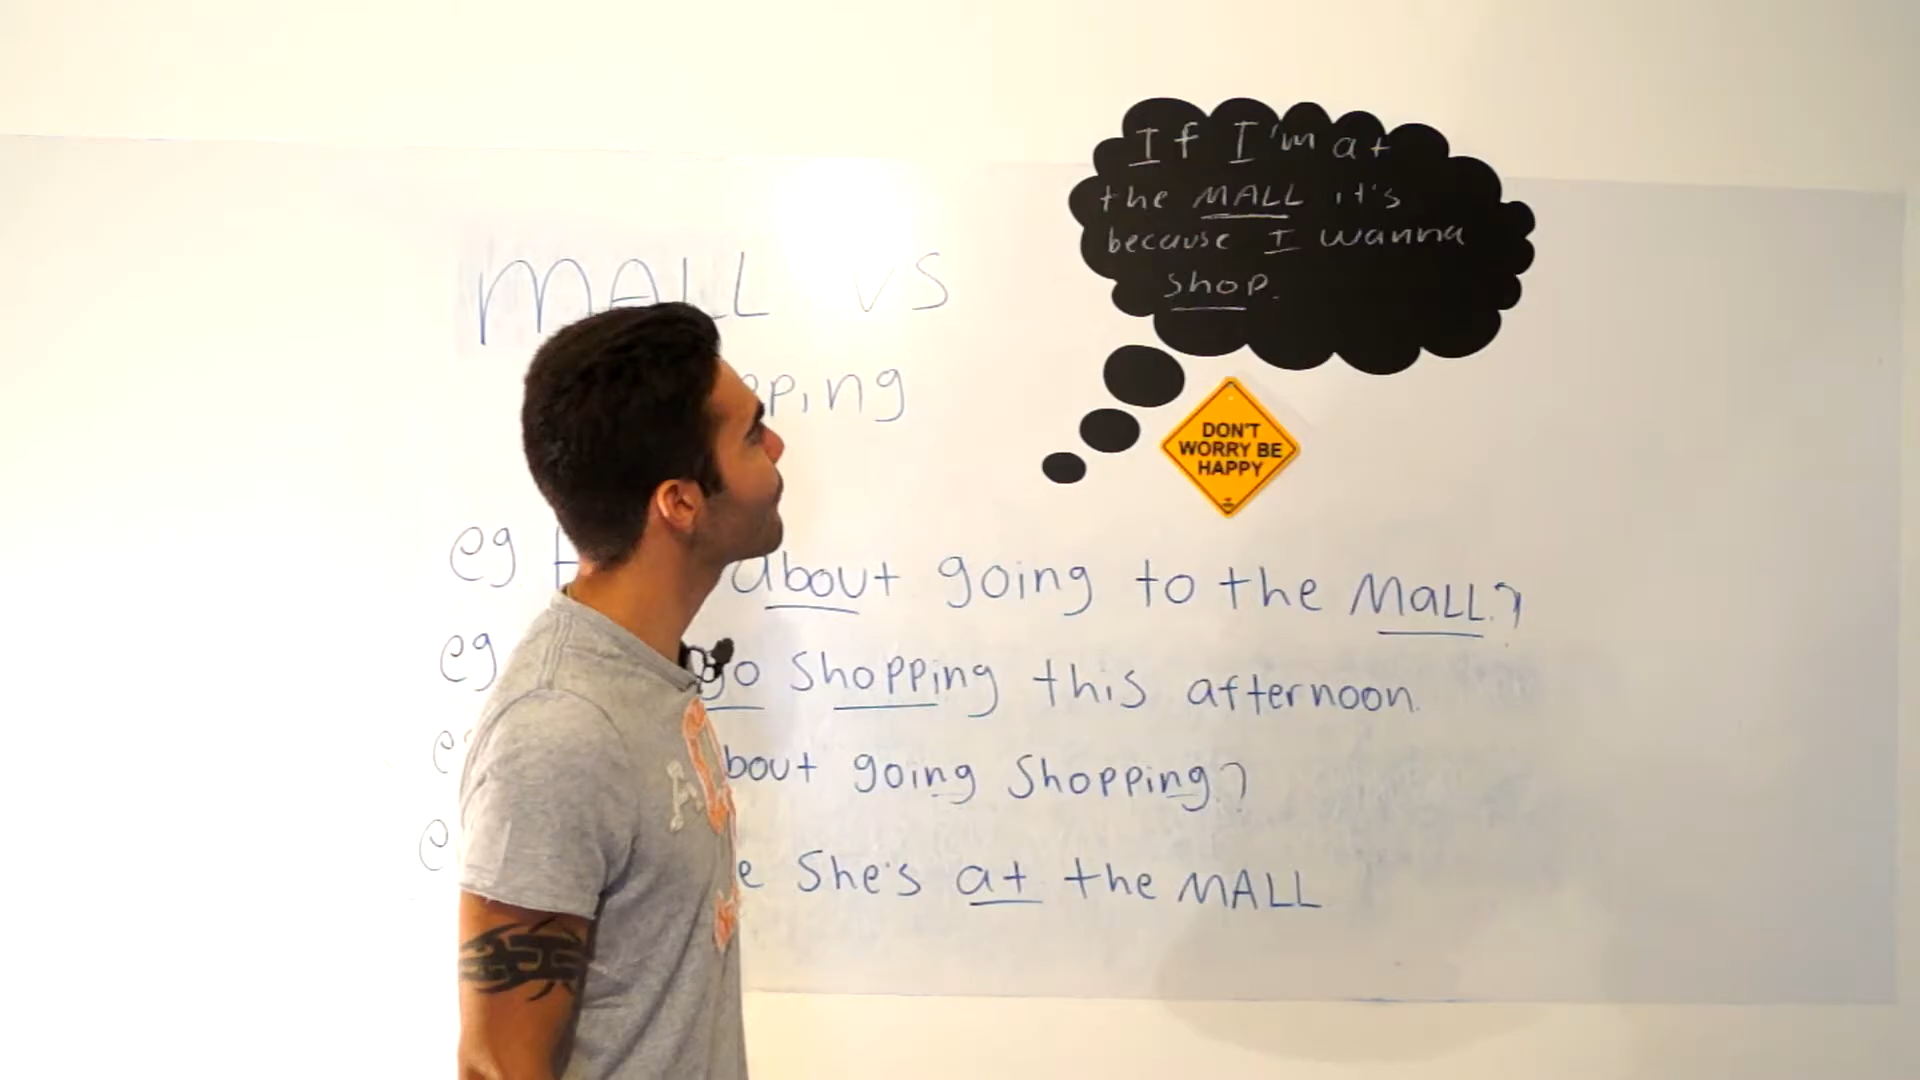 If I'm at
the MALL it's
because I wanna
shop.
MALL VS
pping
DON'T
WORRY BE
HAPPY
eg about going to the MALL?
eg go shopping this afternoon.
bout going shopping?
e She's at the MALL